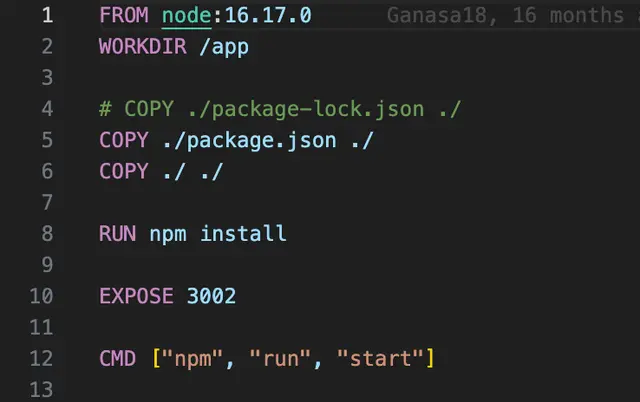 1 FROM node:16.17.0 Ganasa18, 16 months
2 WORKDIR /app
3
4 # COPY ./package-lock.json ./
5 COPY ./package.json ./
6 COPY ./ ./
7
8 RUN npm install
9
10 EXPOSE 3002
11
12 CMD ["npm", "run", "start"]
13